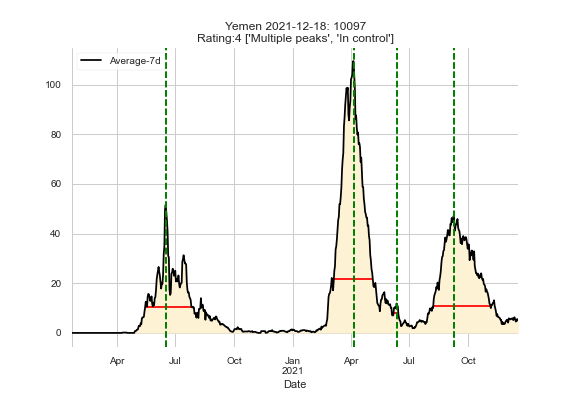 Yemen 2021-12-18: 10097
Rating:4 ['Multiple peaks', 'In control']
Average-7d
100
80
60
40
20
0
Apr
Jul
Oct
Jan
2021
Apr
Jul
Oct
Date